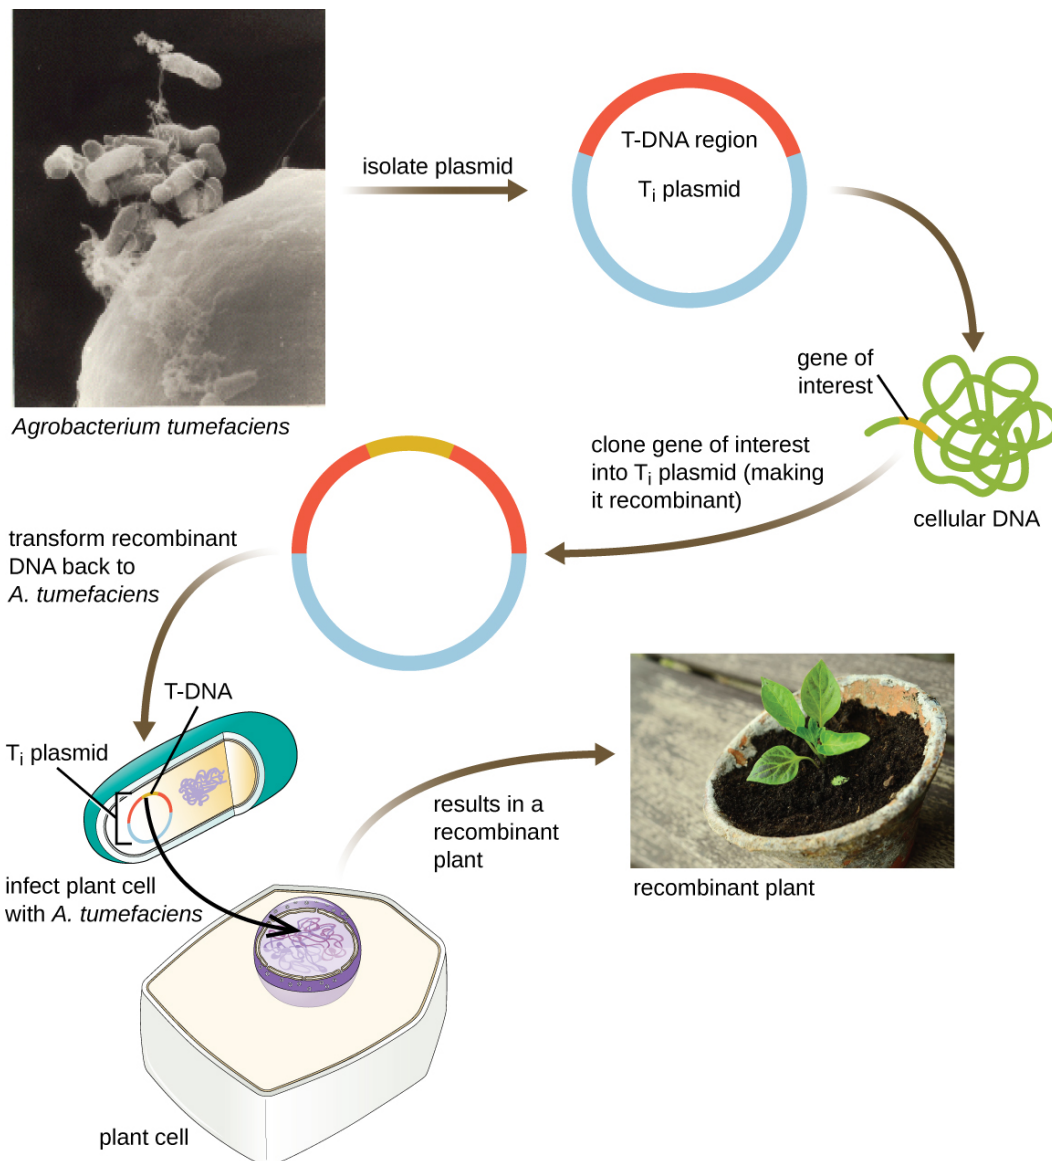 isolate plasmid
T-DNA region
Ti plasmid
Agrobacterium tumefaciens
gene of
interest
cellular DNA
clone gene of interest
into Ti plasmid (making
it recombinant)
transform recombinant
DNA back to
A. tumefaciens
T-DNA
Ti plasmid
infect plant cell
with A. tumefaciens
plant cell
results in a
recombinant
plant
recombinant plant